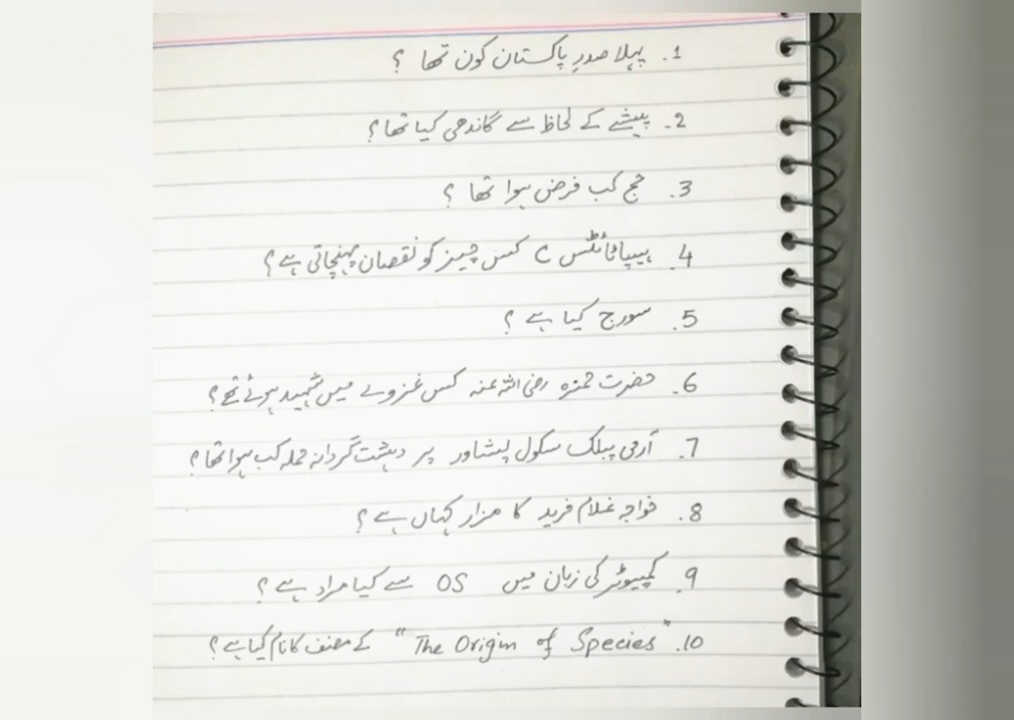 1. پہلا صدرِ پاکستان کون تھا ؟
2. پیشے کے لحاظ سے گاندھی کیا تھا؟
3. حج کب فرض ہوا تھا ؟
4. ہیپاٹائٹس C کس چیز کو نقصان پہنچاتی ہے؟
5. سورج کیا ہے ؟
6. حضرت حمزہ رضی اللہ عنہ کس غزوے میں شہید ہوئے تھے؟
7. آرمی پبلک سکول پشاور پر دہشت گردانہ حملہ کب ہوا تھا؟
8. خواجہ غلام فرید کا مزار کہاں ہے ؟
9. کمپیوٹر کی زبان میں OS سے کیا مراد ہے ؟
10. "The Origin of Species" کے مصنف کا نام کیا ہے؟